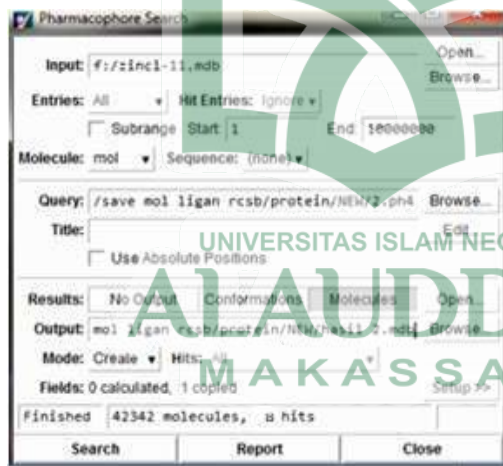 Pharmacophore Search
Input: f:/zinc1-11.mdb Open...
Browse...
Entries: All Hit Entries: Ignore
Subrange Start 1 End 10000000
Molecule: mol Sequence: (none)
Query: /save mol ligan rcsb/protein/NEW/2.ph4 Browse...
Title: Edit
Use Absolute Positions
UNIVERSITAS ISLAM NEG
Results: No Output Conformations Molecules Open...
ALAUDD
Output: mol ligan rcsb/protein/NEW/hasil 2.mdb Browse...
Mode: Create Hits: All
MAKASSA
Fields: 0 calculated, 1 copied Setup >>
Finished 42342 molecules, hits
Search Report Close